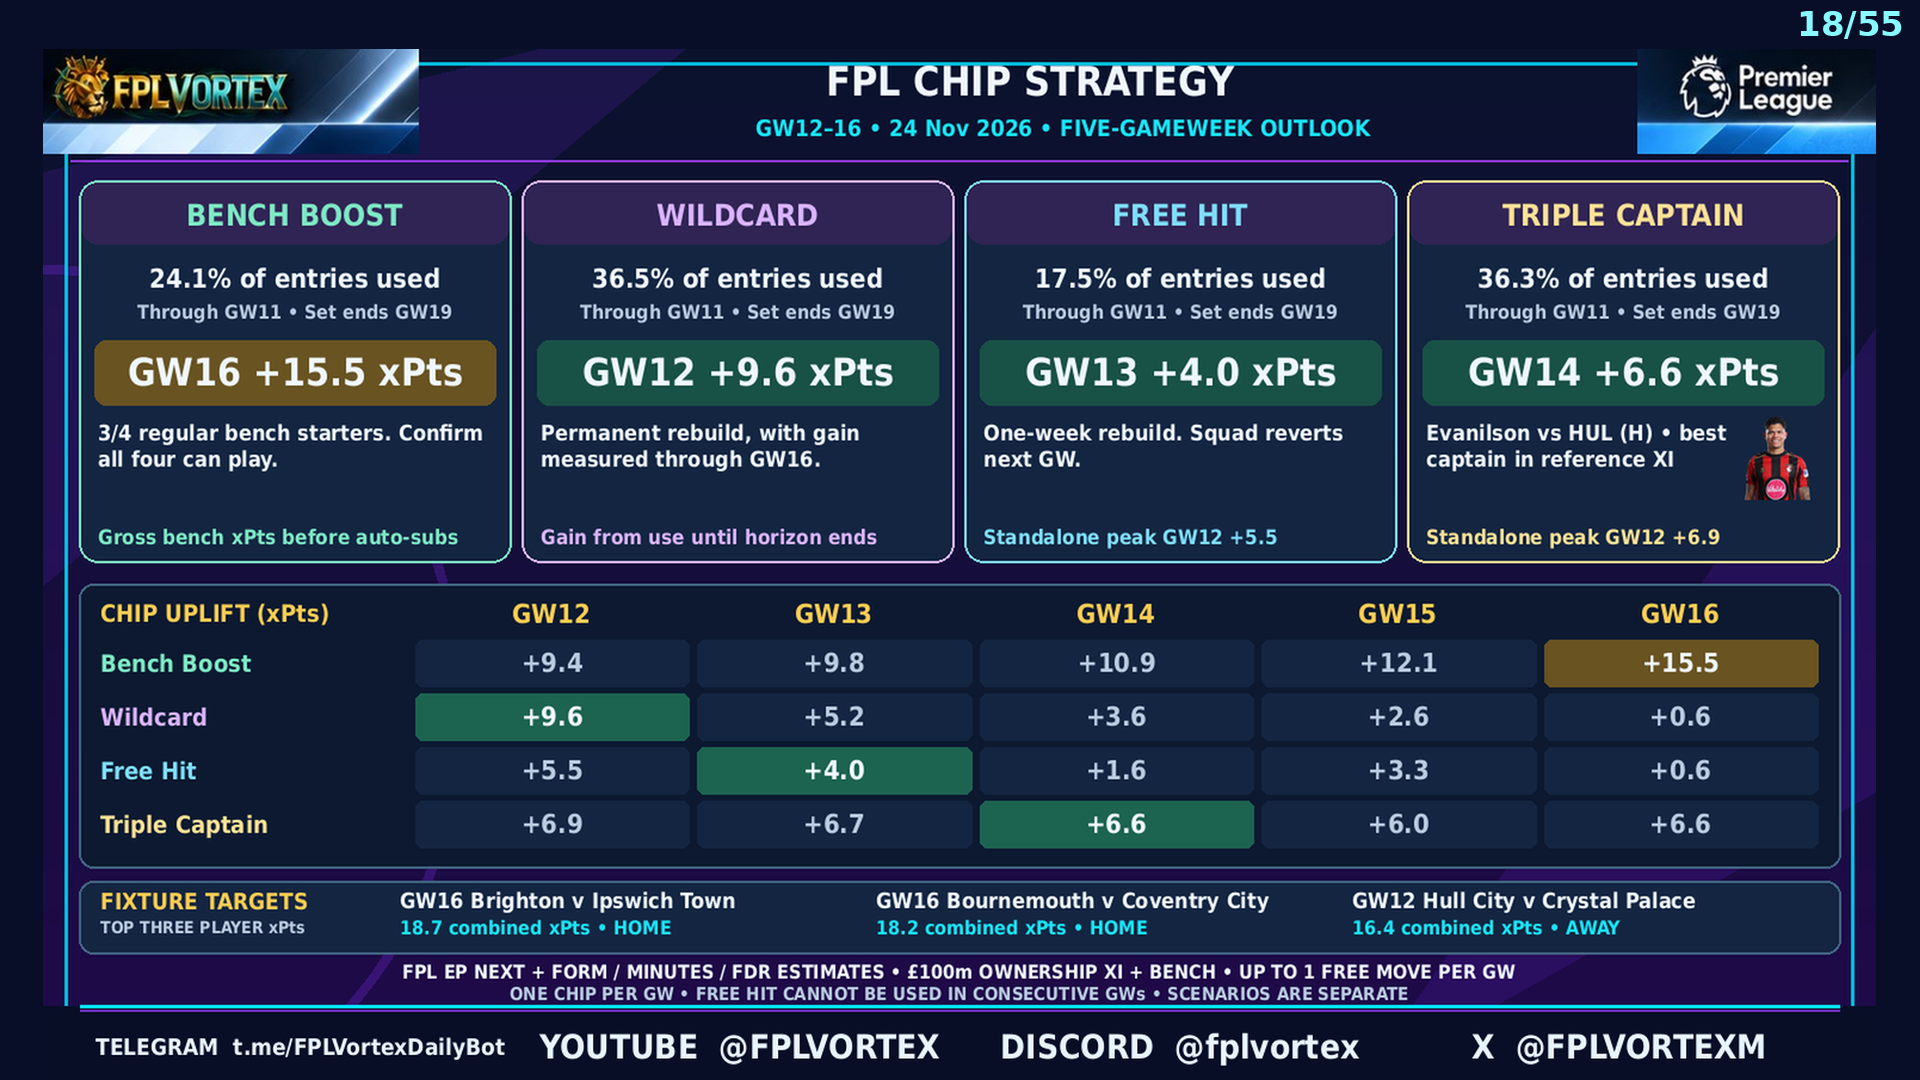 18/55
FPLVORTEX
FPL CHIP STRATEGY
GW12–16 • 24 Nov 2026 • FIVE-GAMEWEEK OUTLOOK
Premier
League
BENCH BOOST
24.1% of entries used
Through GW11 • Set ends GW19
GW16 +15.5 xPts
3/4 regular bench starters. Confirm
all four can play.
Gross bench xPts before auto-subs
WILDCARD
36.5% of entries used
Through GW11 • Set ends GW19
GW12 +9.6 xPts
Permanent rebuild, with gain
measured through GW16.
Gain from use until horizon ends
FREE HIT
17.5% of entries used
Through GW11 • Set ends GW19
GW13 +4.0 xPts
One-week rebuild. Squad reverts
next GW.
Standalone peak GW12 +5.5
TRIPLE CAPTAIN
36.3% of entries used
Through GW11 • Set ends GW19
GW14 +6.6 xPts
Evanilson vs HUL (H) • best
captain in reference XI
Standalone peak GW12 +6.9
CHIP UPLIFT (xPts) GW12 GW13 GW14 GW15 GW16
Bench Boost +9.4 +9.8 +10.9 +12.1 +15.5
Wildcard +9.6 +5.2 +3.6 +2.6 +0.6
Free Hit +5.5 +4.0 +1.6 +3.3 +0.6
Triple Captain +6.9 +6.7 +6.6 +6.0 +6.6
FIXTURE TARGETS
TOP THREE PLAYER xPts
GW16 Brighton v Ipswich Town
18.7 combined xPts • HOME
GW16 Bournemouth v Coventry City
18.2 combined xPts • HOME
GW12 Hull City v Crystal Palace
16.4 combined xPts • AWAY
FPL EP NEXT + FORM / MINUTES / FDR ESTIMATES • £100m OWNERSHIP XI + BENCH • UP TO 1 FREE MOVE PER GW
ONE CHIP PER GW • FREE HIT CANNOT BE USED IN CONSECUTIVE GWs • SCENARIOS ARE SEPARATE
TELEGRAM t.me/FPLVortexDailyBot YOUTUBE @FPLVORTEX DISCORD @fplvortex X @FPLVORTEXM